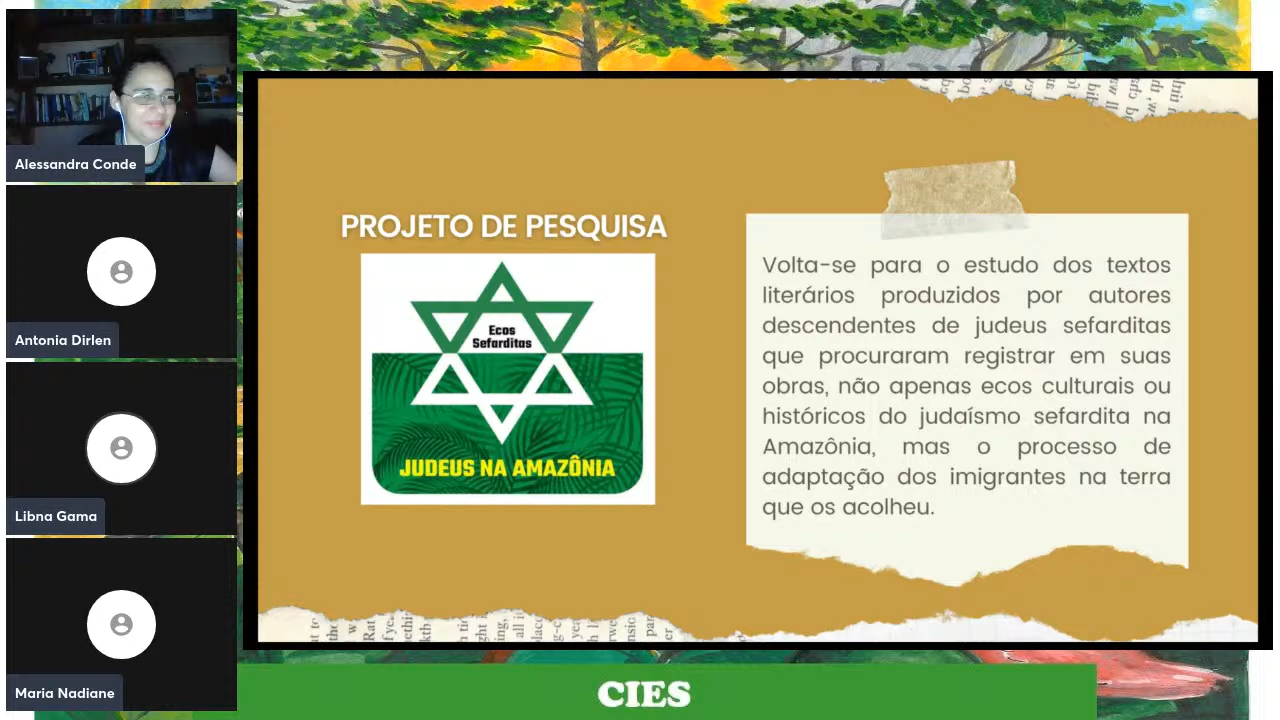 Alessandra Conde
Antonia Dirlen
Libna Gama
Maria Nadiane
PROJETO DE PESQUISA
Ecos
Sefarditas
JUDEUS NA AMAZÔNIA
Volta-se para o estudo dos textos
literários produzidos por autores
descendentes de judeus sefarditas
que procuraram registrar em suas
obras, não apenas ecos culturais ou
históricos do judaísmo sefardita na
Amazônia, mas o processo de
adaptação dos imigrantes na terra
que os acolheu.
CIES